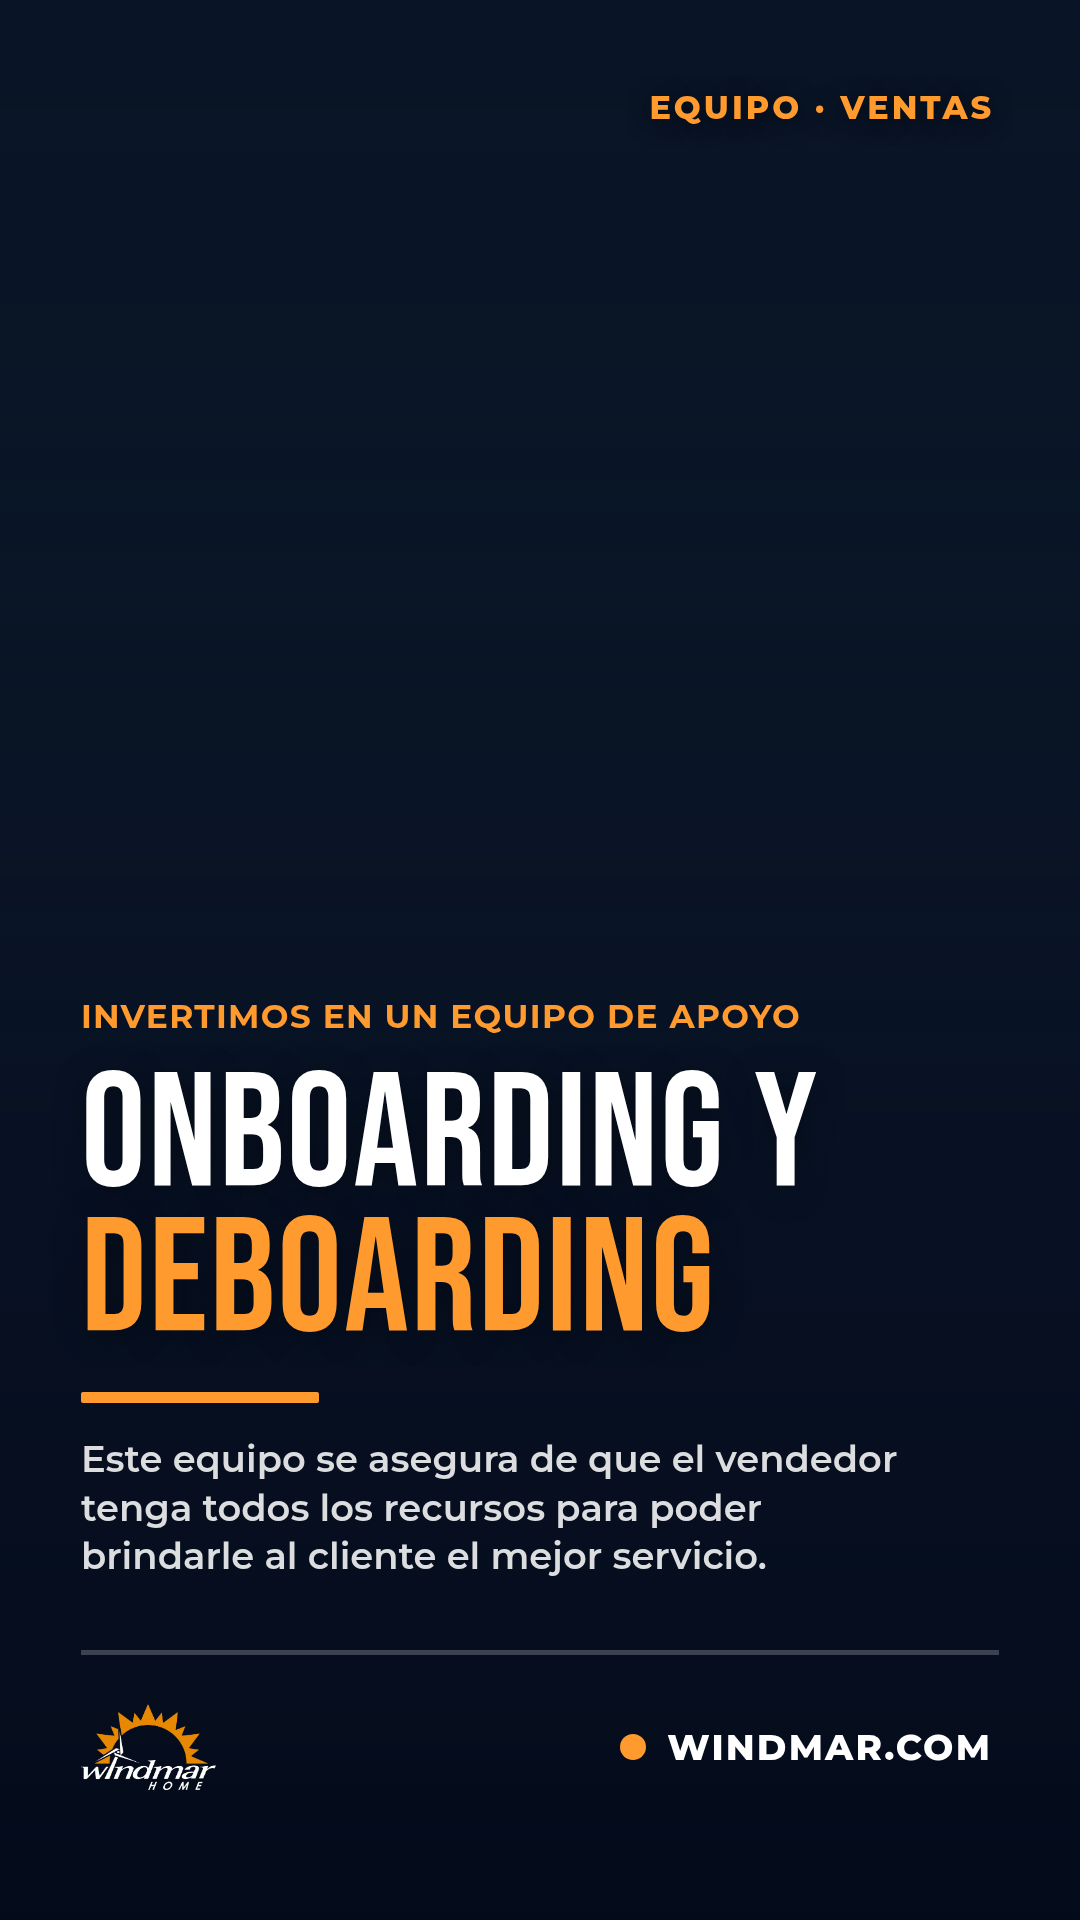 EQUIPO · VENTAS
INVERTIMOS EN UN EQUIPO DE APOYO
ONBOARDING Y
DEBOARDING
Este equipo se asegura de que el vendedor
tenga todos los recursos para poder
brindarle al cliente el mejor servicio.
windmar
HOME
WINDMAR.COM